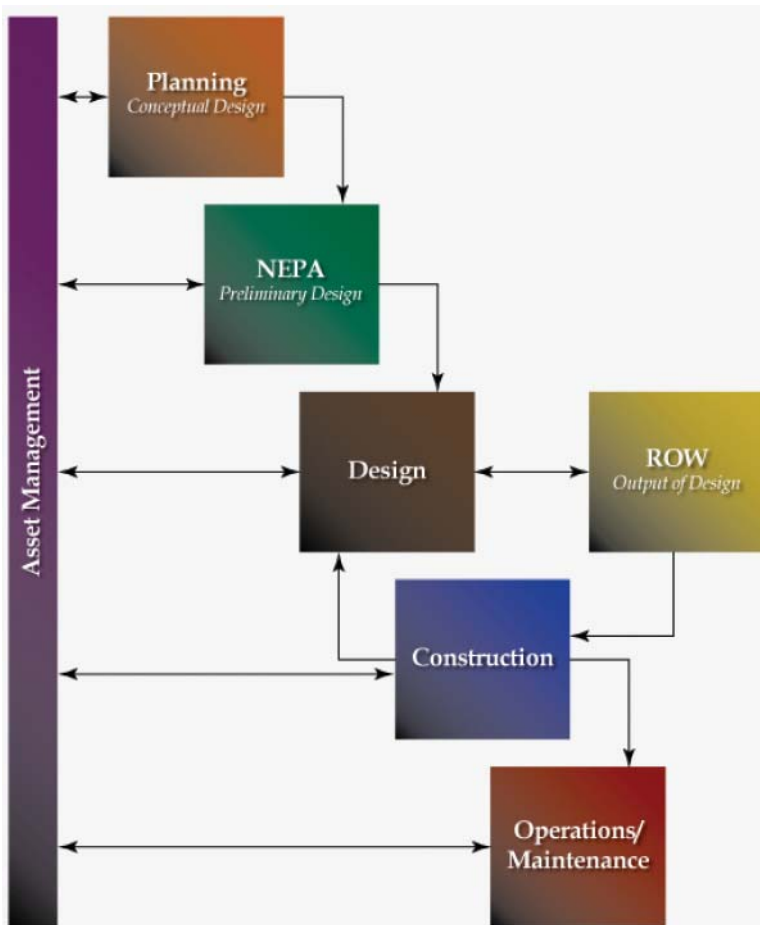 Planning
Conceptual Design
NEPA
Preliminary Design
Asset Management
Design
ROW
Output of Design
Construction
Operations/
Maintenance